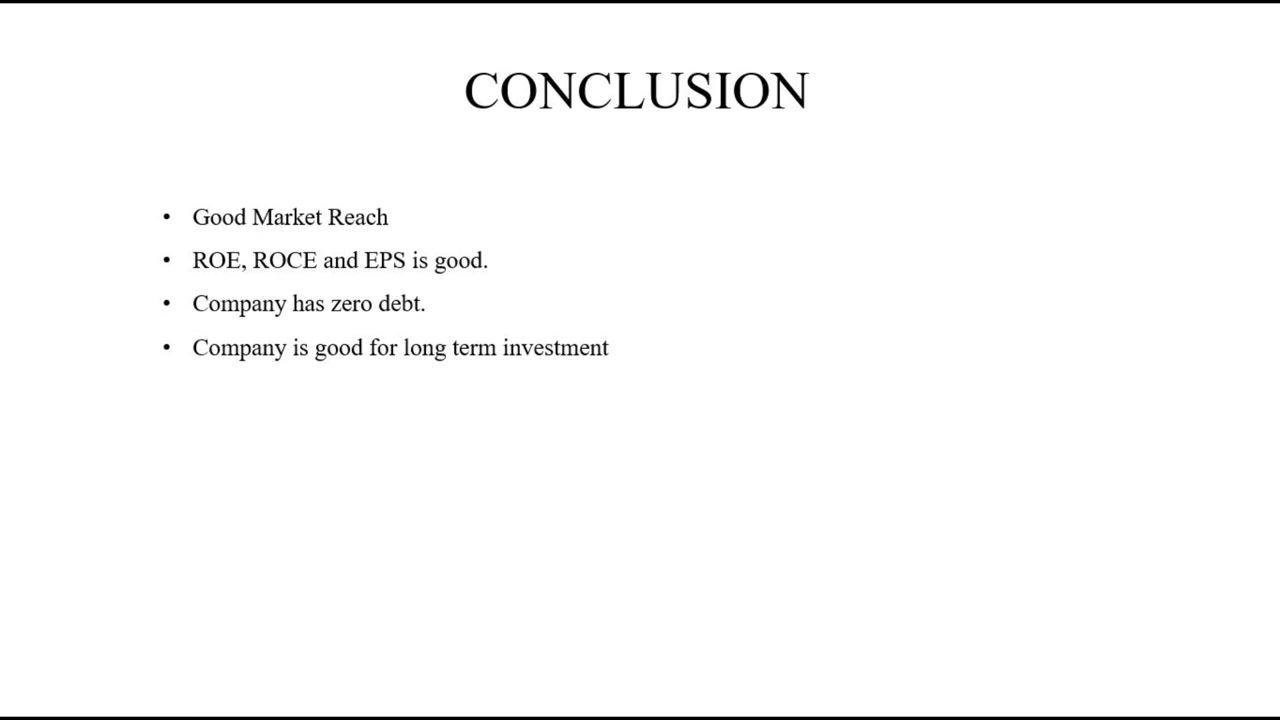 CONCLUSION
• Good Market Reach
• ROE, ROCE and EPS is good.
• Company has zero debt.
• Company is good for long term investment